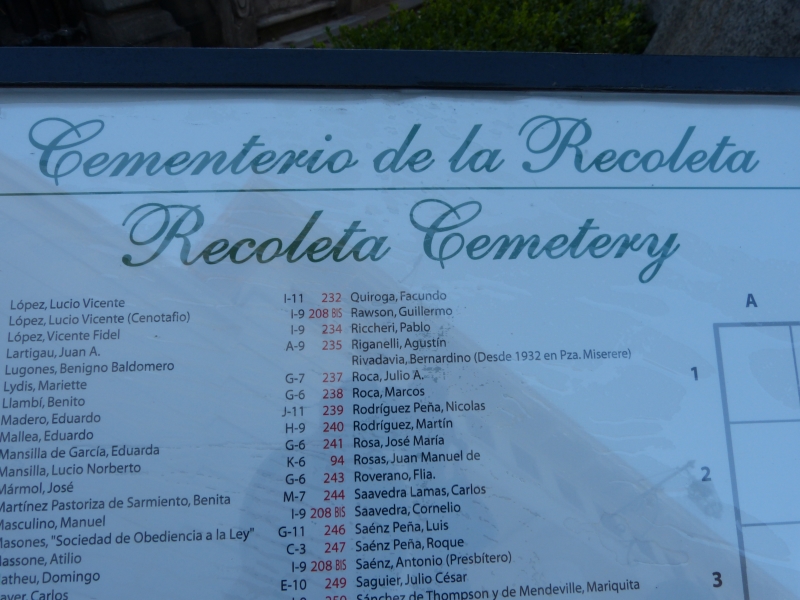 Cementerio de la Recoleta
Recoleta Cemetery
López, Lucio Vicente
López, Lucio Vicente (Cenotafio)
López, Vicente Fidel
Lartigau, Juan A.
Lugones, Benigno Baldomero
Lydis, Mariette
Llambí, Benito
Madero, Eduardo
Mallea, Eduardo
Mansilla de García, Eduarda
Mansilla, Lucio Norberto
Mármol, José
Martínez Pastoriza de Sarmiento, Benita
Masculino, Manuel
Masones, "Sociedad de Obediencia a la Ley"
Massone, Atilio
Matheu, Domingo
Mayer, Carlos
I-11 232 Quiroga, Facundo
I-9 208 BIS Rawson, Guillermo
I-9 234 Riccheri, Pablo
A-9 235 Riganelli, Agustín
Rivadavia, Bernardino (Desde 1932 en Pza. Miserere)
G-7 237 Roca, Julio A.
G-6 238 Roca, Marcos
J-11 239 Rodríguez Peña, Nicolas
H-9 240 Rodríguez, Martín
G-6 241 Rosa, José María
K-6 94 Rosas, Juan Manuel de
G-6 243 Roverano, Flia.
M-7 244 Saavedra Lamas, Carlos
I-9 208 BIS Saavedra, Cornelio
G-11 246 Saénz Peña, Luis
C-3 247 Saénz Peña, Roque
I-9 208 BIS Saénz, Antonio (Presbítero)
E-10 249 Saguier, Julio César
Sánchez de Thompson y de Mendeville, Mariquita
A
1
2
3